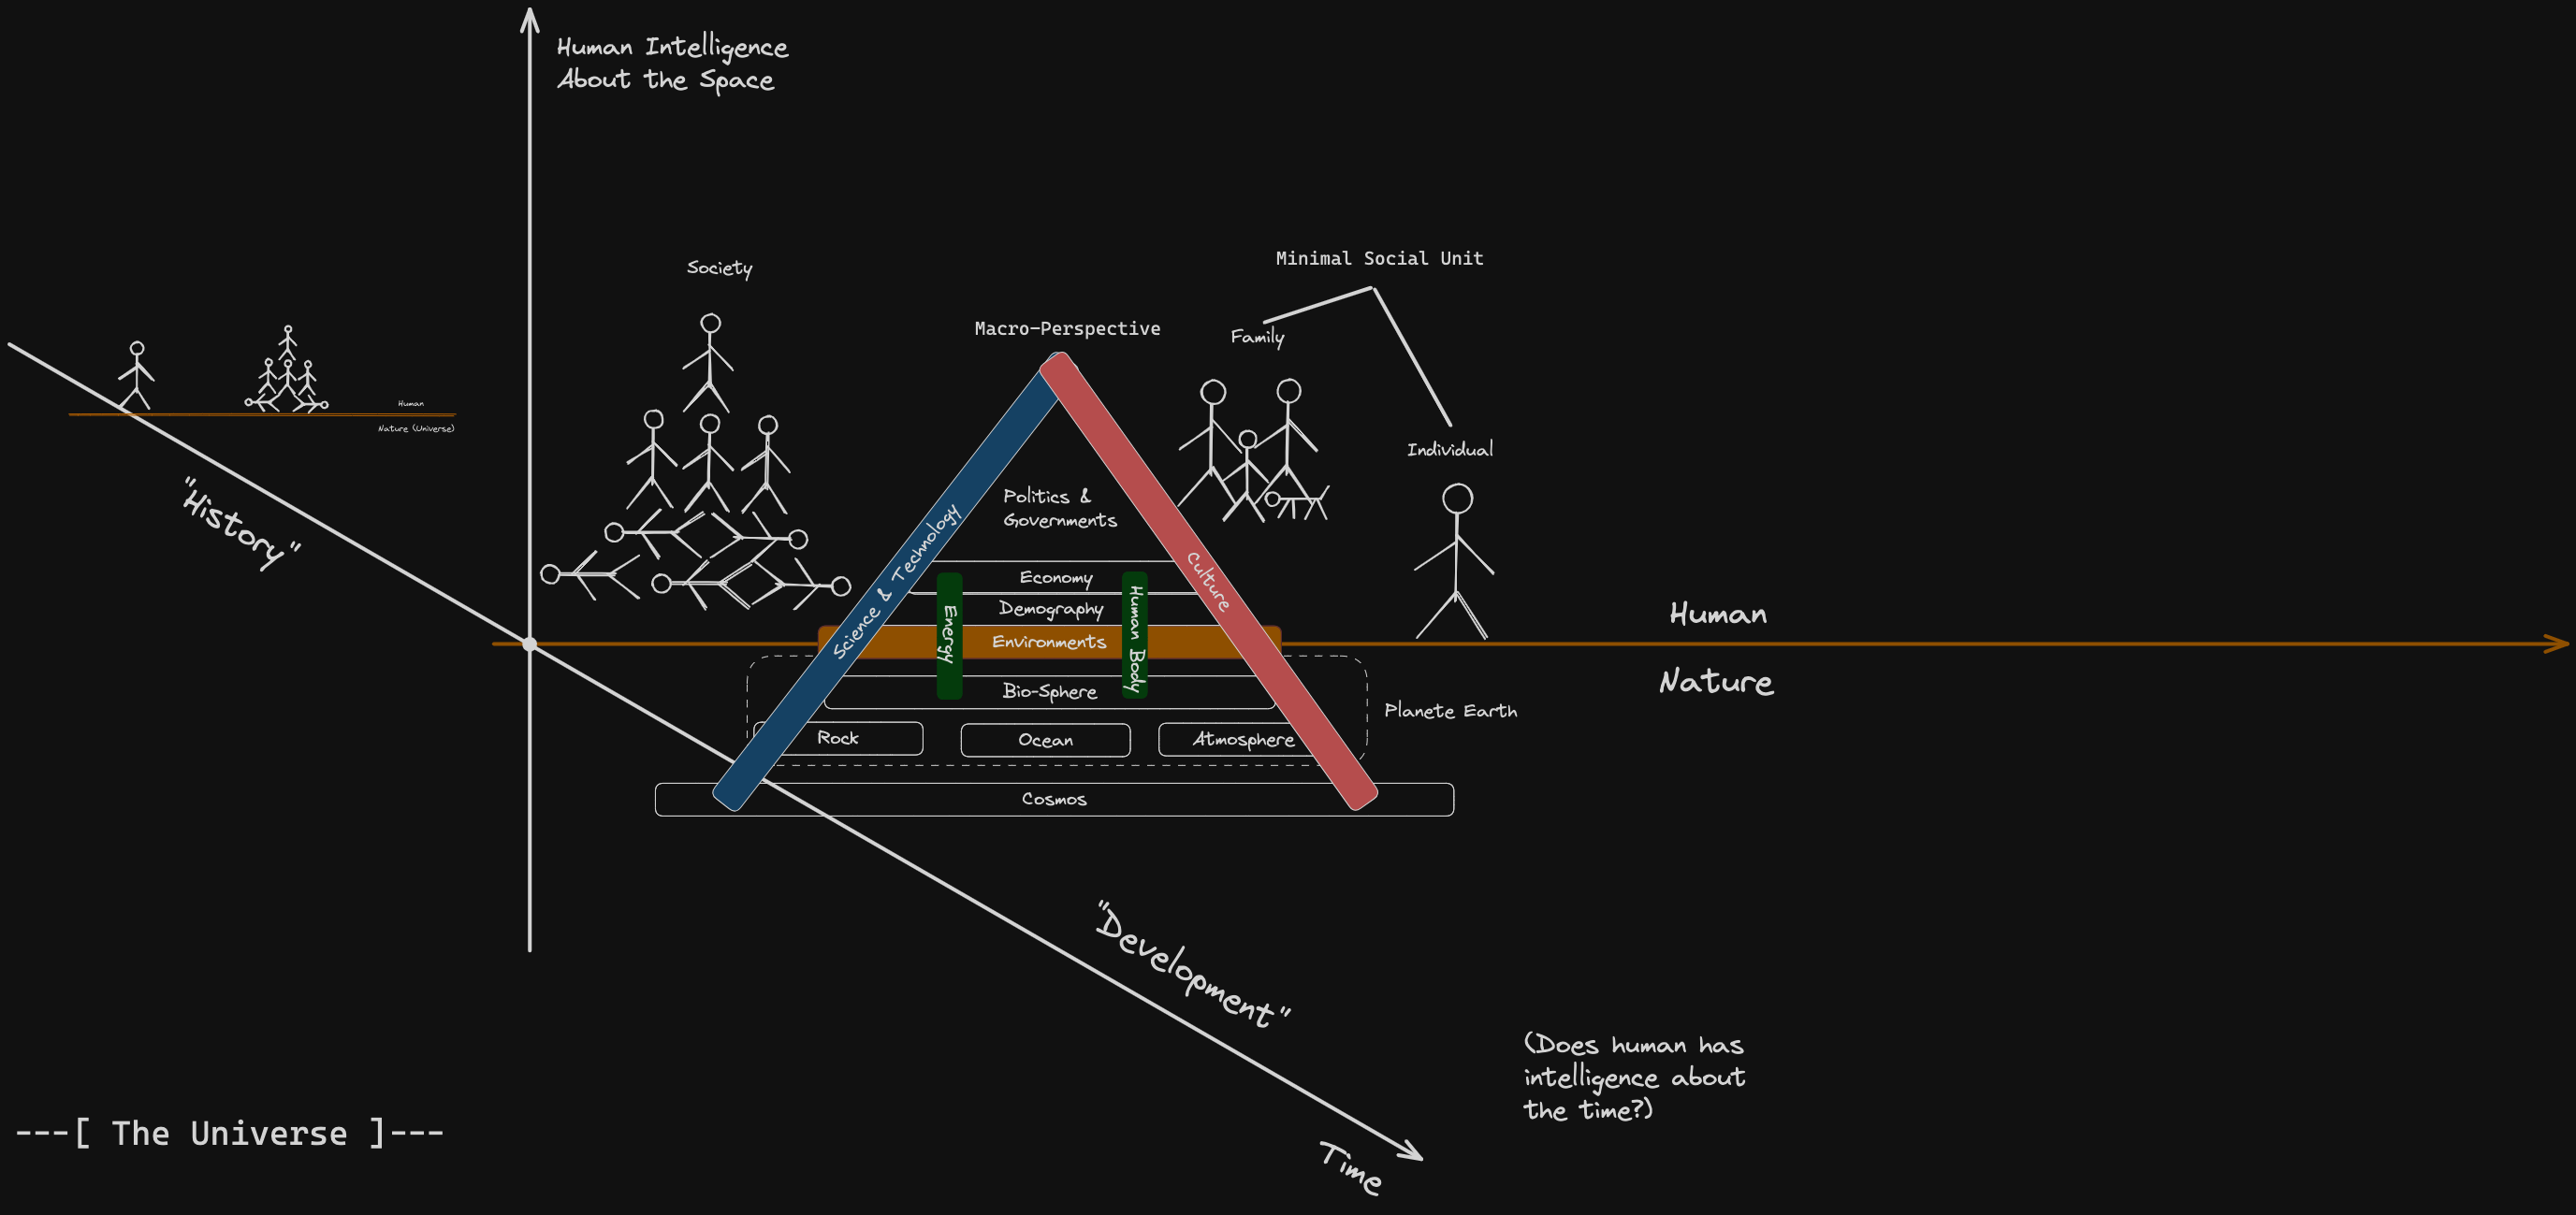 Human Intelligence
About the Space
Society
Minimal Social Unit
Macro-Perspective
Family
Individual
Human
Nature (Universe)
"History"
Politics &
Governments
Science & Technology
Culture
Economy
Demography
Environments
Energy
Human Body
Human
Nature
Bio-Sphere
Planete Earth
Rock
Ocean
Atmosphere
Cosmos
"Development"
(Does human has
intelligence about
the time?)
---[ The Universe ]---
Time